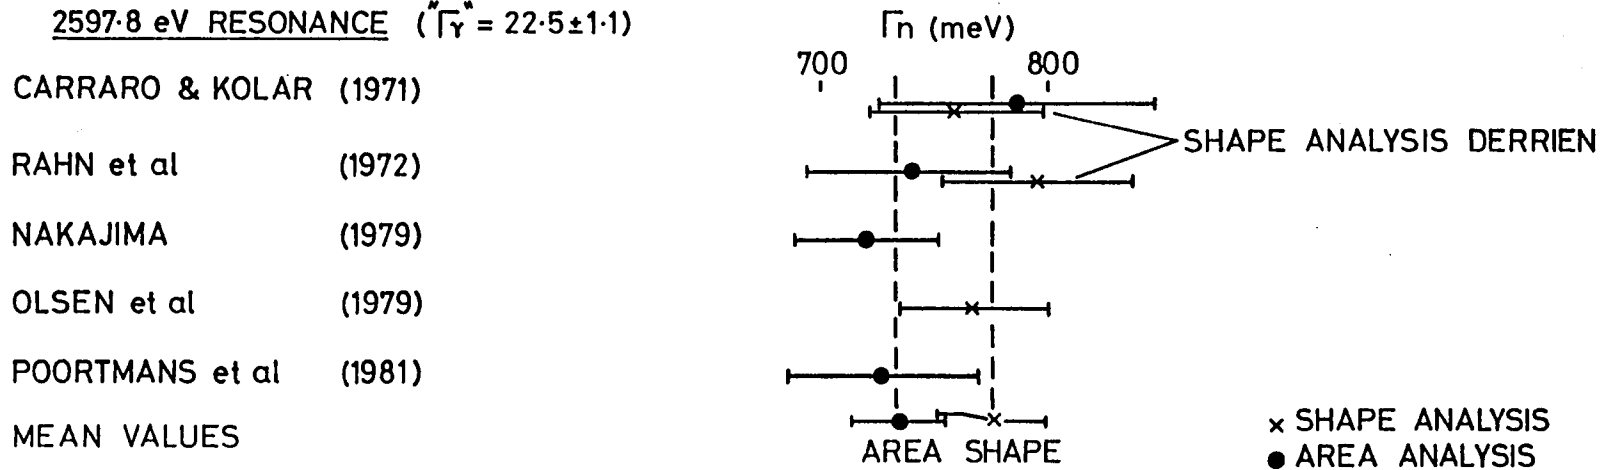 2597·8 eV RESONANCE ("Γγ" = 22·5±1·1)
Γn (meV)
700 800
CARRARO & KOLAR (1971)
SHAPE ANALYSIS DERRIEN
RAHN et al (1972)
NAKAJIMA (1979)
OLSEN et al (1979)
POORTMANS et al (1981)
MEAN VALUES
AREA SHAPE
× SHAPE ANALYSIS
● AREA ANALYSIS